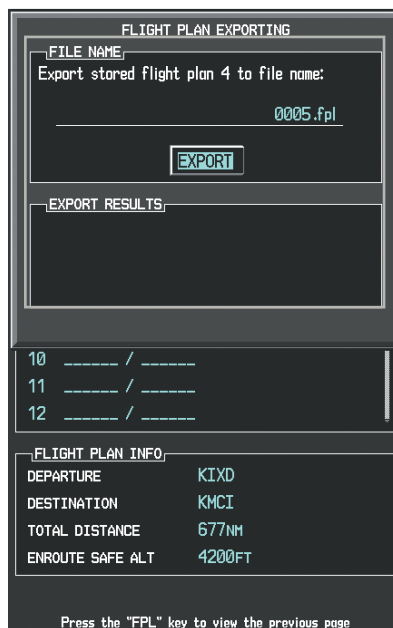 FLIGHT PLAN EXPORTING
FILE NAME
Export stored flight plan 4 to file name:
0005.fpl
EXPORT
EXPORT RESULTS
10 ______ / ______
11 ______ / ______
12 ______ / ______
FLIGHT PLAN INFO
DEPARTURE KIXD
DESTINATION KMCI
TOTAL DISTANCE 677NM
ENROUTE SAFE ALT 4200FT
Press the "FPL" key to view the previous page